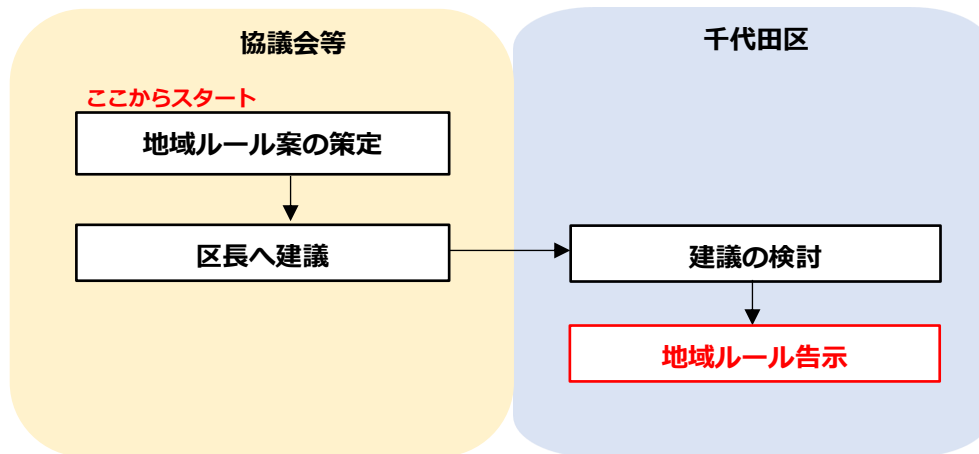 協議会等
千代田区
ここからスタート
地域ルール案の策定
区長へ建議
建議の検討
地域ルール告示